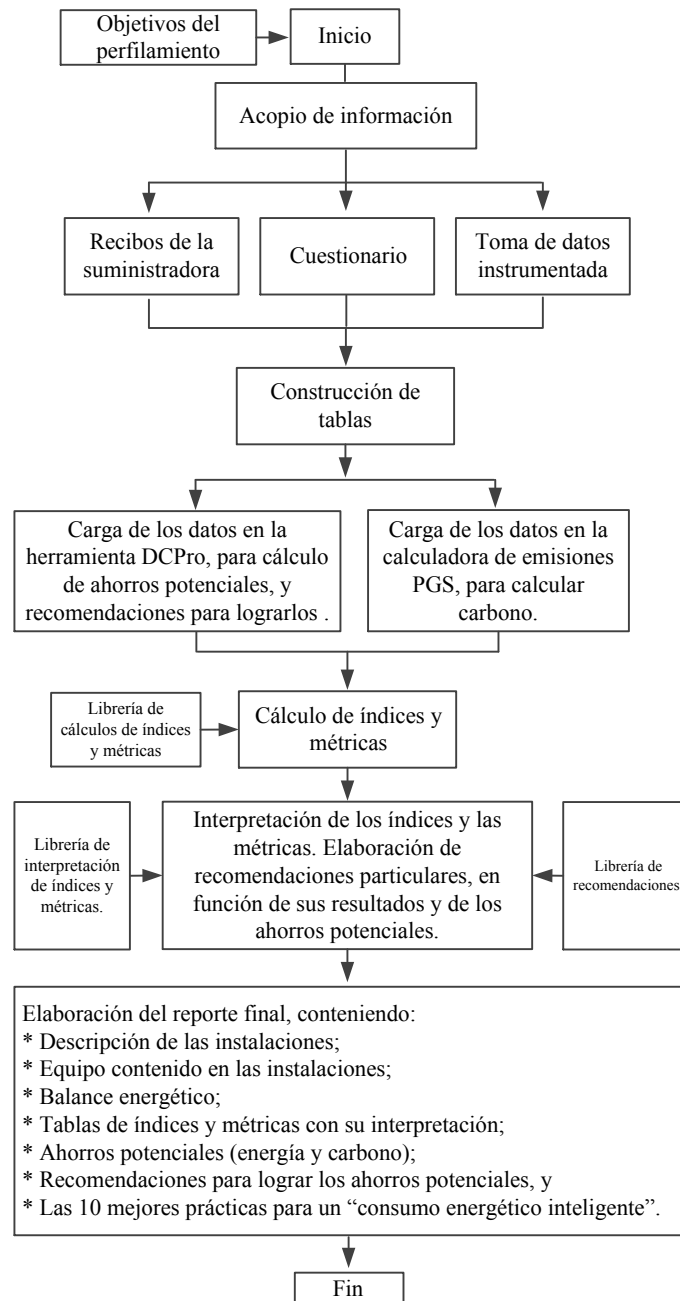 Objetivos del
perfilamiento
Inicio
Acopio de información
Recibos de la
suministradora
Cuestionario
Toma de datos
instrumentada
Construcción de
tablas
Carga de los datos en la
herramienta DCPro, para cálculo
de ahorros potenciales, y
recomendaciones para lograrlos .
Carga de los datos en la
calculadora de emisiones
PGS, para calcular
carbono.
Librería de
cálculos de índices
y métricas
Cálculo de índices y
métricas
Librería de
interpretación
de índices y
métricas.
Interpretación de los índices y las
métricas. Elaboración de
recomendaciones particulares, en
función de sus resultados y de los
ahorros potenciales.
Librería de
recomendaciones
Elaboración del reporte final, conteniendo:
* Descripción de las instalaciones;
* Equipo contenido en las instalaciones;
* Balance energético;
* Tablas de índices y métricas con su interpretación;
* Ahorros potenciales (energía y carbono);
* Recomendaciones para lograr los ahorros potenciales, y
* Las 10 mejores prácticas para un “consumo energético inteligente”.
Fin